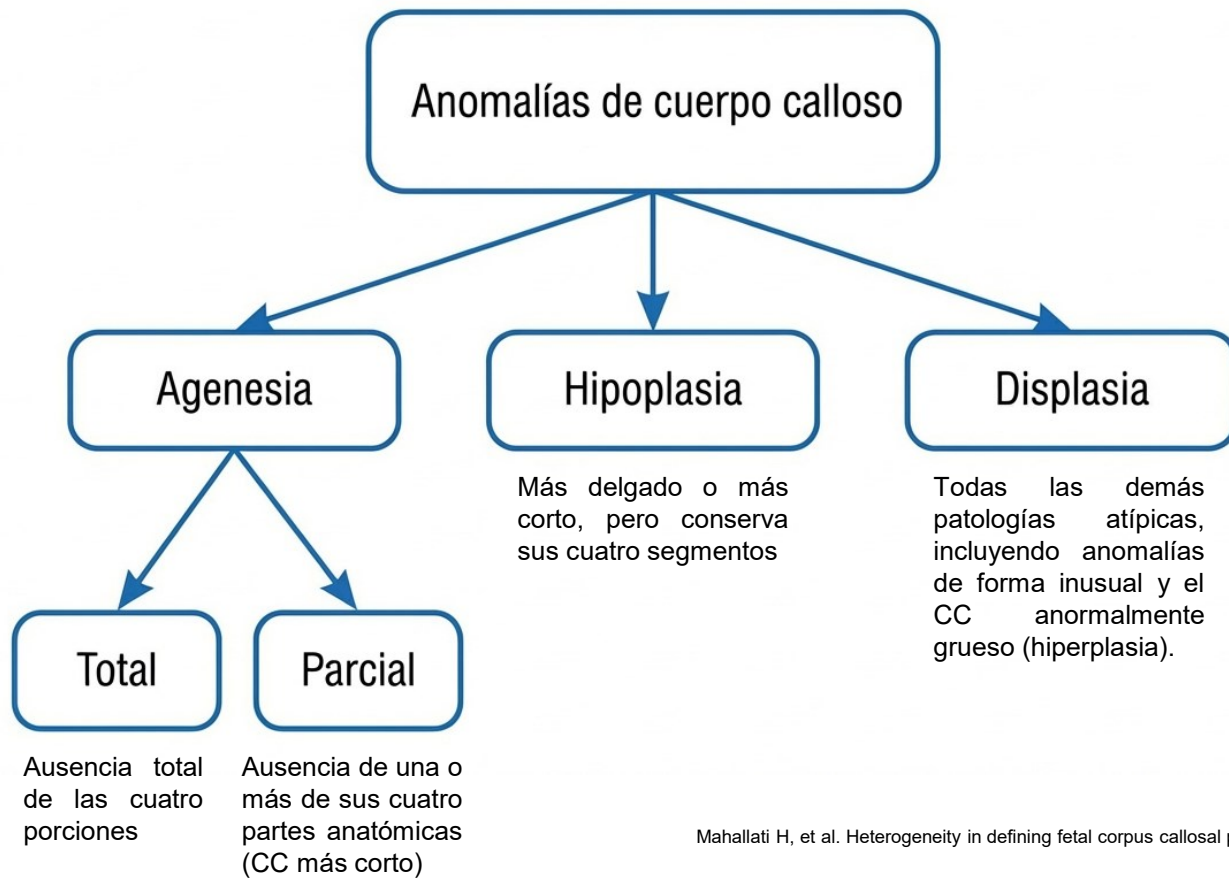 Anomalías de cuerpo calloso
Agenesia
Hipoplasia
Displasia
Más delgado o más
corto, pero conserva
sus cuatro segmentos
Todas las demás
patologías atípicas,
incluyendo anomalías
de forma inusual y el
CC anormalmente
grueso (hiperplasia).
Total
Parcial
Ausencia total
de las cuatro
porciones
Ausencia de una o
más de sus cuatro
partes anatómicas
(CC más corto)
Mahallati H, et al. Heterogeneity in defining fetal corpus callosal